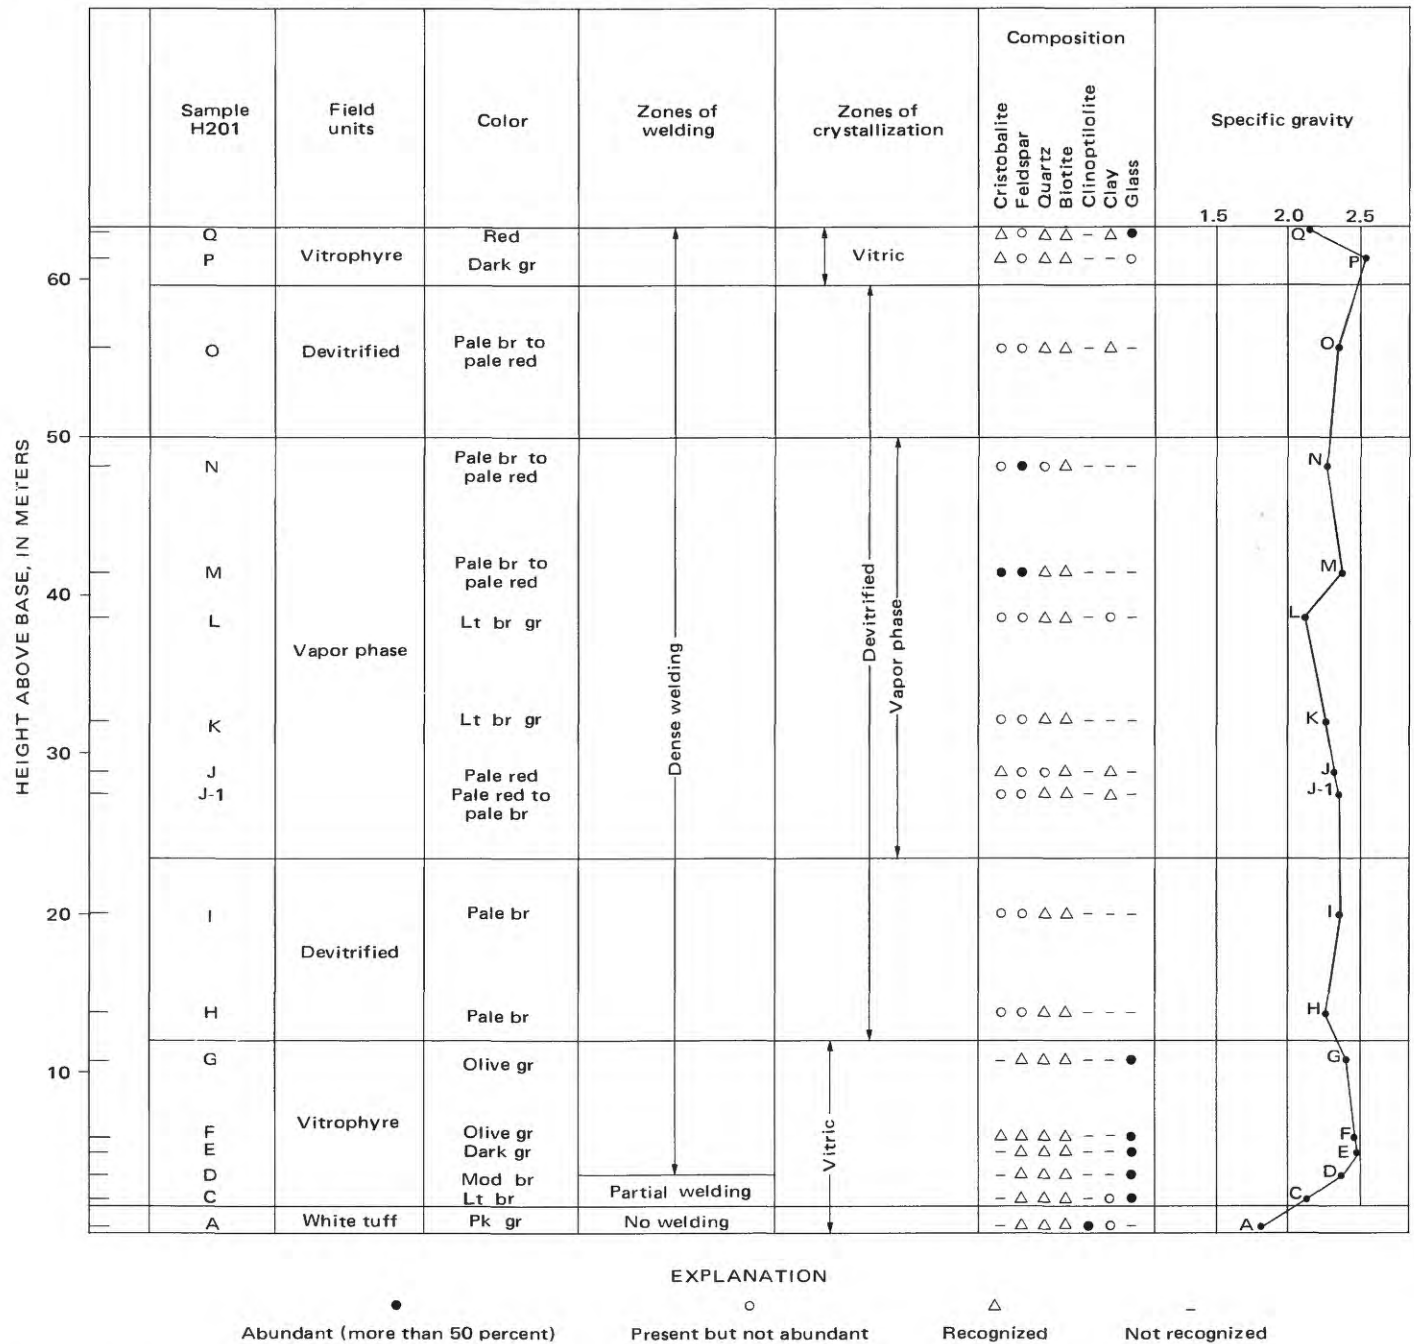 Composition
Sample H201
Field units
Color
Zones of welding
Zones of crystallization
Cristobalite
Feldspar
Quartz
Biotite
Clinoptilolite
Clay
Glass
Specific gravity
1.5 2.0 2.5
HEIGHT ABOVE BASE, IN METERS
60
50
40
30
20
10
Q Red △ ○ △ △ – △ ● Q
P Vitrophyre Dark gr Vitric △ ○ △ △ – – ○ P
O Devitrified Pale br to pale red ○ ○ △ △ – △ – O
N Pale br to pale red ○ ● ○ △ – – – N
M Pale br to pale red ● ● △ △ – – – M
L Lt br gr ○ ○ △ △ – ○ – L
Vapor phase
Dense welding
Devitrified
Vapor phase
K Lt br gr ○ ○ △ △ – – – K
J Pale red △ ○ ○ △ – △ – J
J-1 Pale red to pale br ○ ○ △ △ – △ – J-1
I Pale br ○ ○ △ △ – – – I
Devitrified
H Pale br ○ ○ △ △ – – – H
G Olive gr – △ △ △ – – ● G
Vitrophyre
Vitric
F Olive gr △ △ △ △ – – ● F
E Dark gr – △ △ △ – – ● E
D Mod br – △ △ △ – – ● D
C Lt br Partial welding – △ △ △ – ○ ● C
A White tuff Pk gr No welding – △ △ △ ● ○ – A
EXPLANATION
● ○ △ –
Abundant (more than 50 percent) Present but not abundant Recognized Not recognized